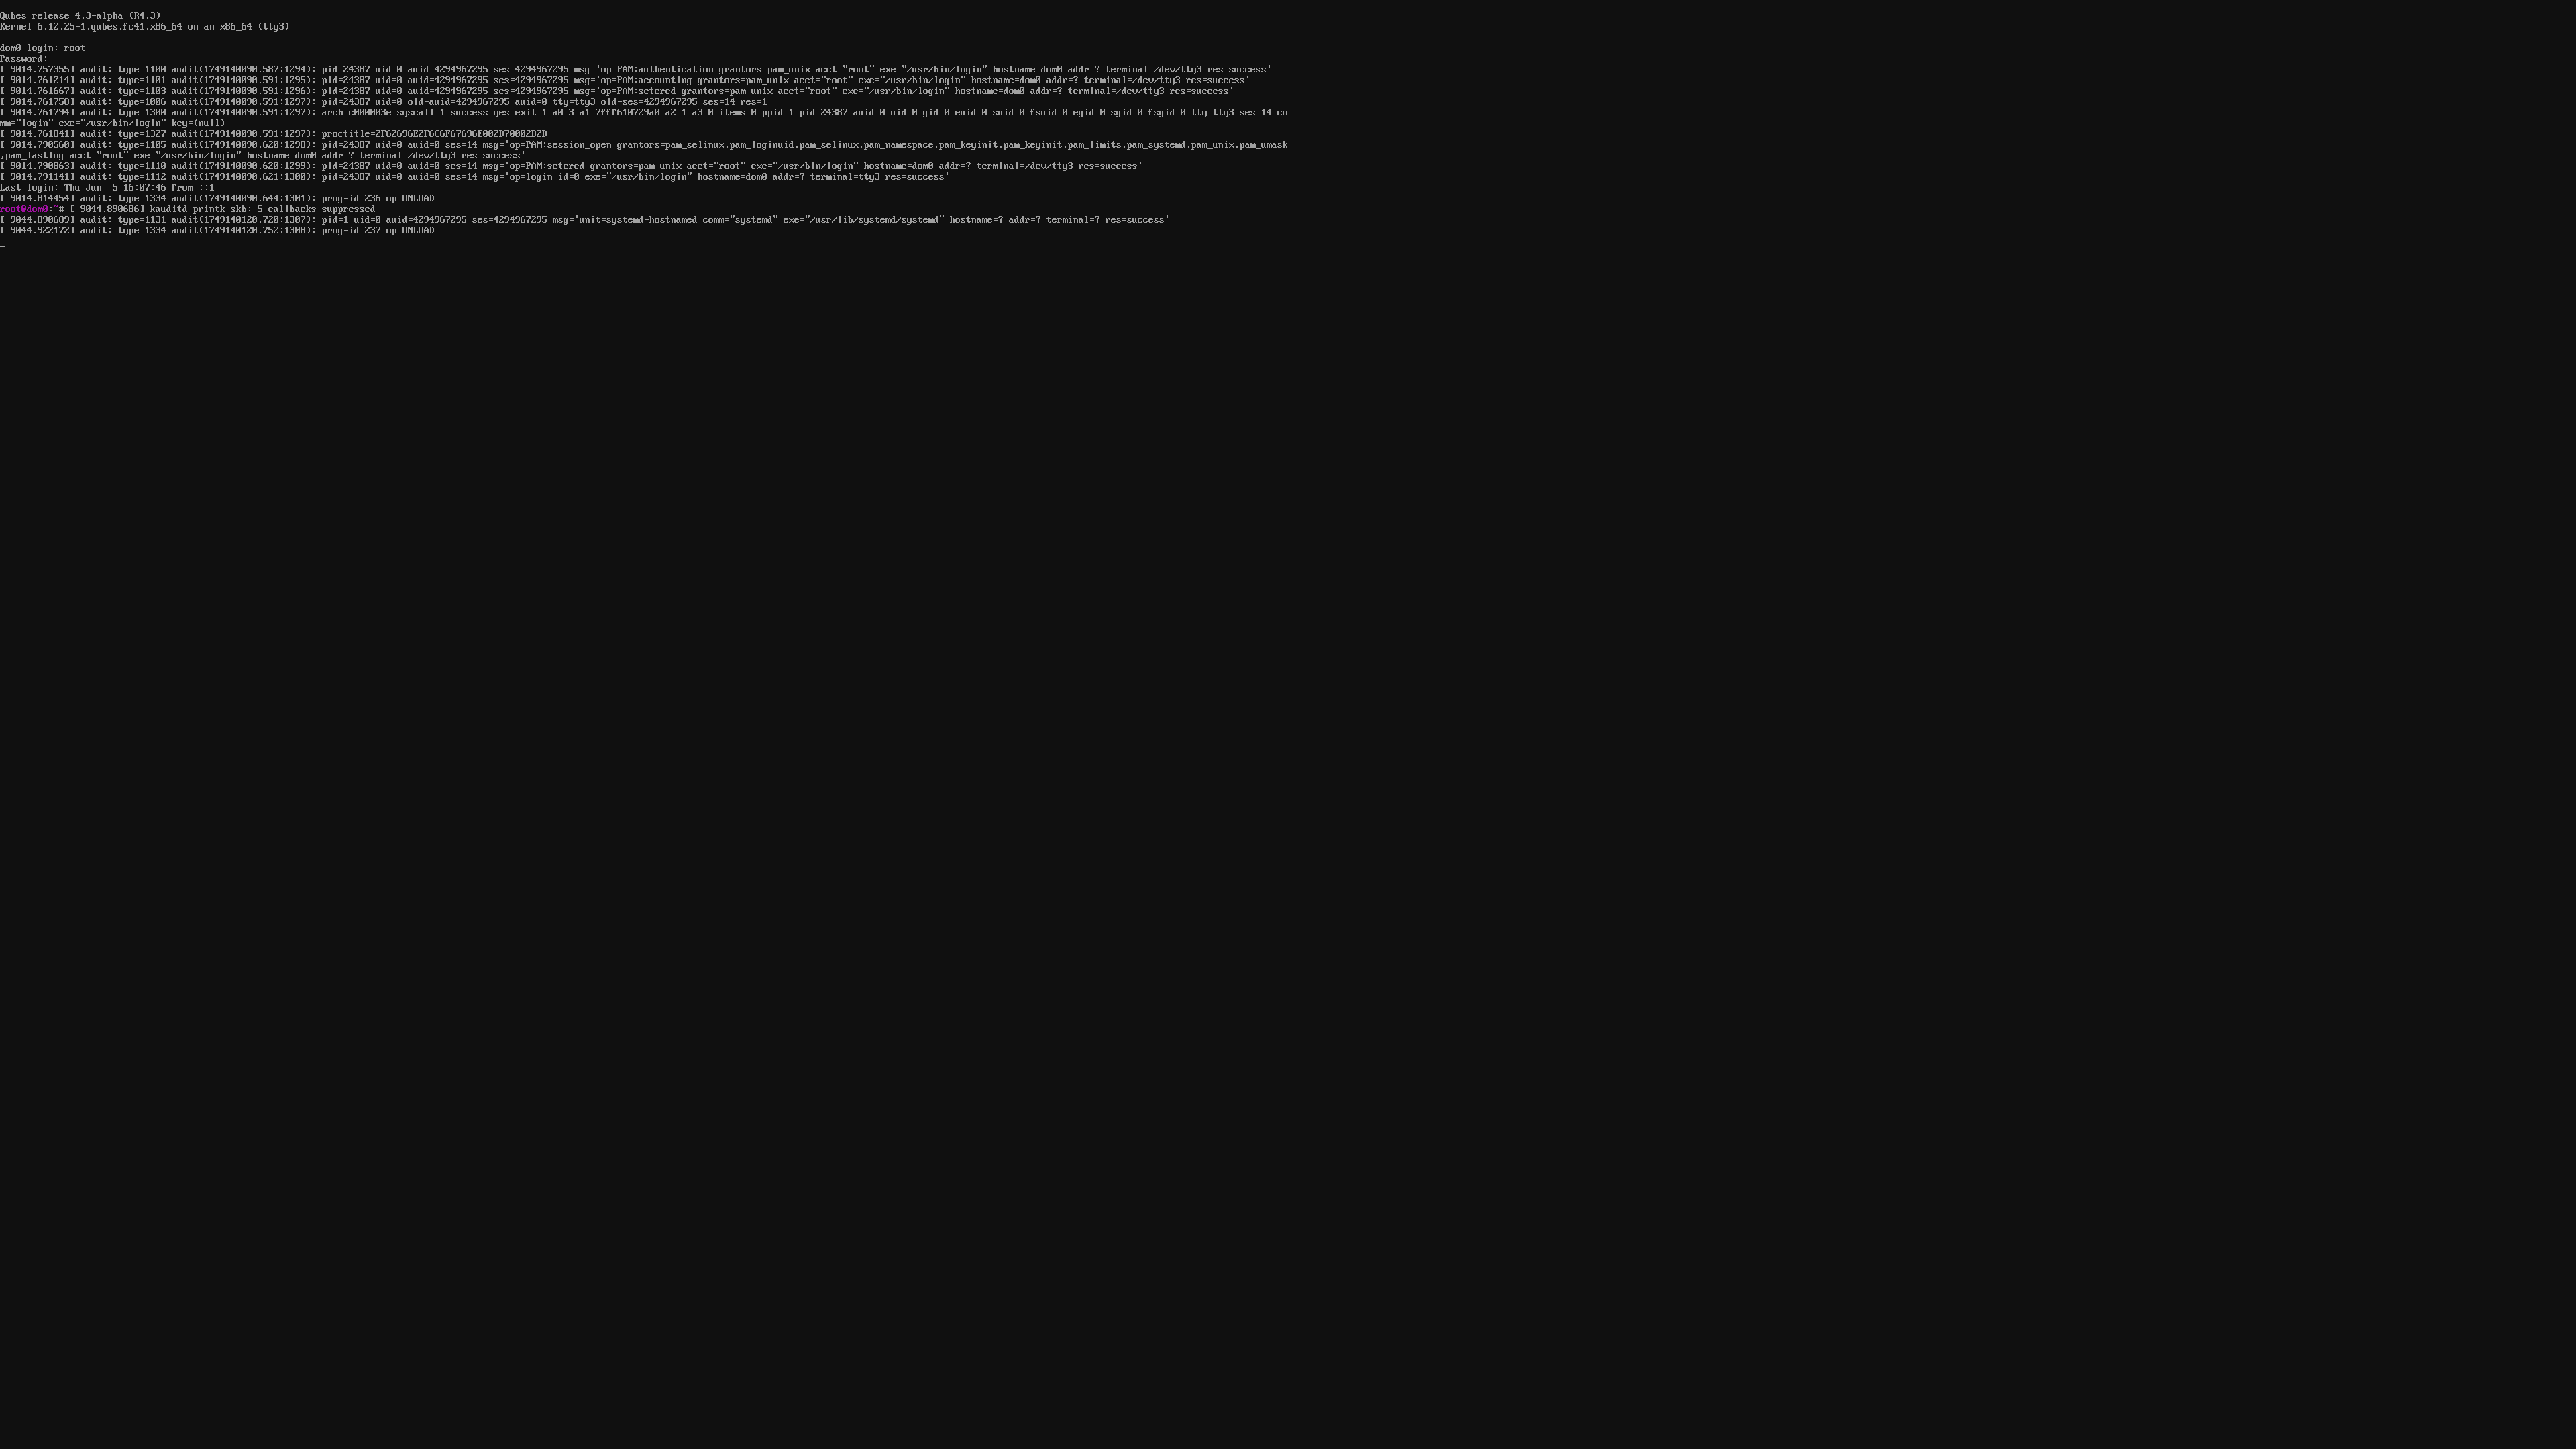 Qubes release 4.3-alpha (R4.3)
Kernel 6.12.25-1.qubes.fc41.x86_64 on an x86_64 (tty3)
dom0 login: root
Password:
[ 9014.757355] audit: type=1100 audit(1749140090.587:1294): pid=24387 uid=0 auid=4294967295 ses=4294967295 msg='op=PAM:authentication grantors=pam_unix acct="root" exe="/usr/bin/login" hostname=dom0 addr=? terminal=/dev/tty3 res=success'
[ 9014.761214] audit: type=1101 audit(1749140090.591:1295): pid=24387 uid=0 auid=4294967295 ses=4294967295 msg='op=PAM:accounting grantors=pam_unix acct="root" exe="/usr/bin/login" hostname=dom0 addr=? terminal=/dev/tty3 res=success'
[ 9014.761667] audit: type=1103 audit(1749140090.591:1296): pid=24387 uid=0 auid=4294967295 ses=4294967295 msg='op=PAM:setcred grantors=pam_unix acct="root" exe="/usr/bin/login" hostname=dom0 addr=? terminal=/dev/tty3 res=success'
[ 9014.761758] audit: type=1006 audit(1749140090.591:1297): pid=24387 uid=0 old-auid=4294967295 auid=0 tty=tty3 old-ses=4294967295 ses=14 res=1
[ 9014.761794] audit: type=1300 audit(1749140090.591:1297): arch=c000003e syscall=1 success=yes exit=1 a0=3 a1=7fff610729a0 a2=1 a3=0 items=0 ppid=1 pid=24387 auid=0 uid=0 gid=0 euid=0 suid=0 fsuid=0 egid=0 sgid=0 fsgid=0 tty=tty3 ses=14 co
mm="login" exe="/usr/bin/login" key=(null)
[ 9014.761841] audit: type=1327 audit(1749140090.591:1297): proctitle=2F62696E2F6C6F67696E002D70002D2D
[ 9014.790560] audit: type=1105 audit(1749140090.620:1298): pid=24387 uid=0 auid=0 ses=14 msg='op=PAM:session_open grantors=pam_selinux,pam_loginuid,pam_selinux,pam_namespace,pam_keyinit,pam_keyinit,pam_limits,pam_systemd,pam_unix,pam_umask
,pam_lastlog acct="root" exe="/usr/bin/login" hostname=dom0 addr=? terminal=/dev/tty3 res=success'
[ 9014.790863] audit: type=1110 audit(1749140090.620:1299): pid=24387 uid=0 auid=0 ses=14 msg='op=PAM:setcred grantors=pam_unix acct="root" exe="/usr/bin/login" hostname=dom0 addr=? terminal=/dev/tty3 res=success'
[ 9014.791141] audit: type=1112 audit(1749140090.621:1300): pid=24387 uid=0 auid=0 ses=14 msg='op=login id=0 exe="/usr/bin/login" hostname=dom0 addr=? terminal=tty3 res=success'
Last login: Thu Jun  5 16:07:46 from ::1
[ 9014.814454] audit: type=1334 audit(1749140090.644:1301): prog-id=236 op=UNLOAD
root@dom0:~# [ 9044.890686] kauditd_printk_skb: 5 callbacks suppressed
[ 9044.890689] audit: type=1131 audit(1749140120.720:1307): pid=1 uid=0 auid=4294967295 ses=4294967295 msg='unit=systemd-hostnamed comm="systemd" exe="/usr/lib/systemd/systemd" hostname=? addr=? terminal=? res=success'
[ 9044.922172] audit: type=1334 audit(1749140120.752:1308): prog-id=237 op=UNLOAD